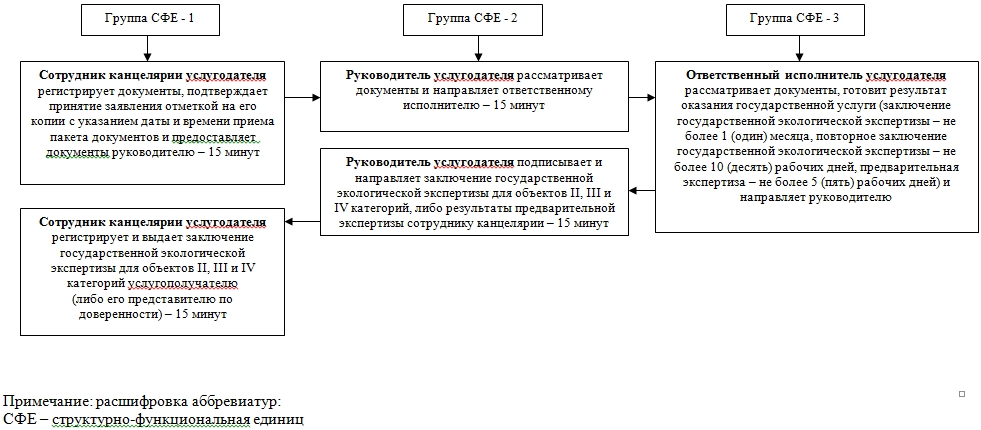 Группа СФЕ - 1
Группа СФЕ - 2
Группа СФЕ - 3
Сотрудник канцелярии услугодателя
регистрирует документы, подтверждает
принятие заявления отметкой на его
копии с указанием даты и времени приема
пакета документов и предоставляет
документы руководителю – 15 минут
Руководитель услугодателя рассматривает
документы и направляет ответственному
исполнителю – 15 минут
Ответственный исполнитель услугодателя
рассматривает документы, готовит результат
оказания государственной услуги (заключение
государственной экологической экспертизы – не
более 1 (один) месяца, повторное заключение
государственной экологической экспертизы – не
более 10 (десять) рабочих дней, предварительная
экспертиза – не более 5 (пять) рабочих дней) и
направляет руководителю
Руководитель услугодателя подписывает и
направляет заключение государственной
экологической экспертизы для объектов II, III и
IV категорий, либо результаты предварительной
экспертизы сотруднику канцелярии – 15 минут
Сотрудник канцелярии услугодателя
регистрирует и выдает заключение
государственной экологической
экспертизы для объектов II, III и IV
категорий услугополучателю
(либо его представителю по
доверенности) – 15 минут
Примечание: расшифровка аббревиатур:
СФЕ – структурно-функциональная единиц